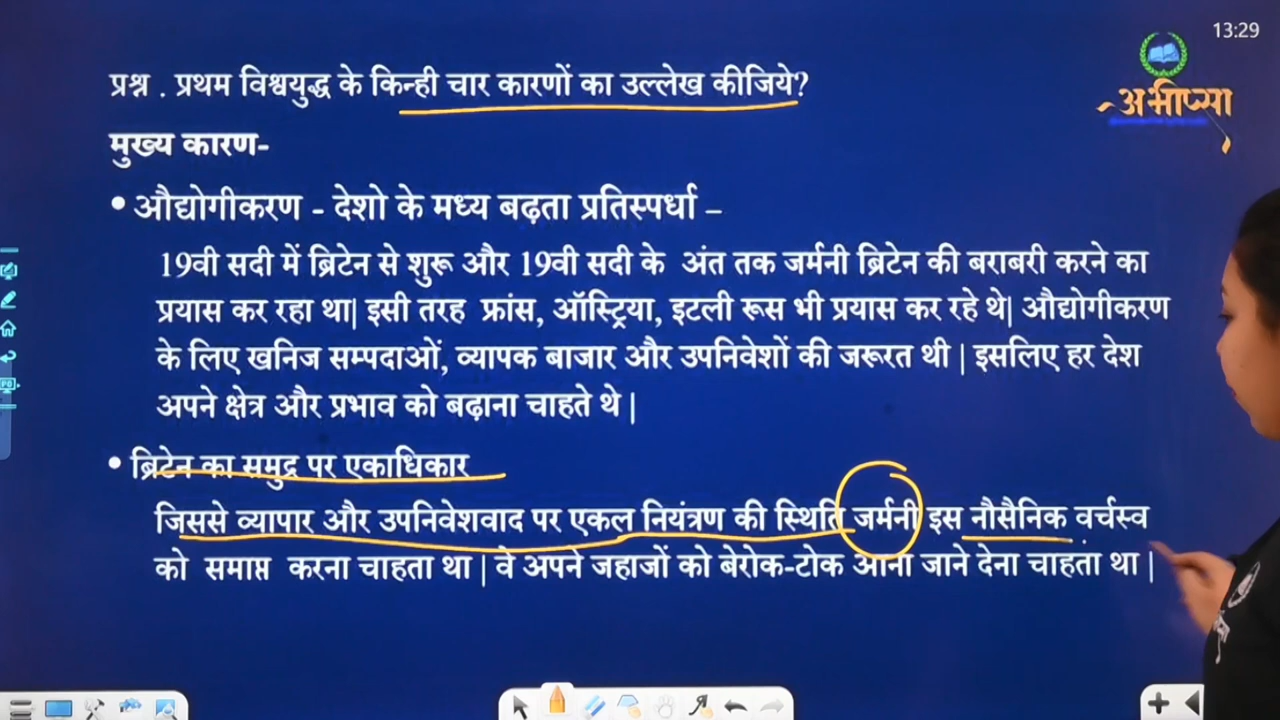 13:29
अभीप्सा
प्रश्न . प्रथम विश्वयुद्ध के किन्ही चार कारणों का उल्लेख कीजिये?
मुख्य कारण-
• औद्योगीकरण - देशो के मध्य बढ़ता प्रतिस्पर्धा –
19वी सदी में ब्रिटेन से शुरू और 19वी सदी के अंत तक जर्मनी ब्रिटेन की बराबरी करने का
प्रयास कर रहा था| इसी तरह फ्रांस, ऑस्ट्रिया, इटली रूस भी प्रयास कर रहे थे| औद्योगीकरण
के लिए खनिज सम्पदाओं, व्यापक बाजार और उपनिवेशों की जरूरत थी | इसलिए हर देश
अपने क्षेत्र और प्रभाव को बढ़ाना चाहते थे |
• ब्रिटेन का समुद्र पर एकाधिकार
जिससे व्यापार और उपनिवेशवाद पर एकल नियंत्रण की स्थिति जर्मनी इस नौसैनिक वर्चस्व
को समाप्त करना चाहता था | वे अपने जहाजों को बेरोक-टोक आना जाने देना चाहता था |